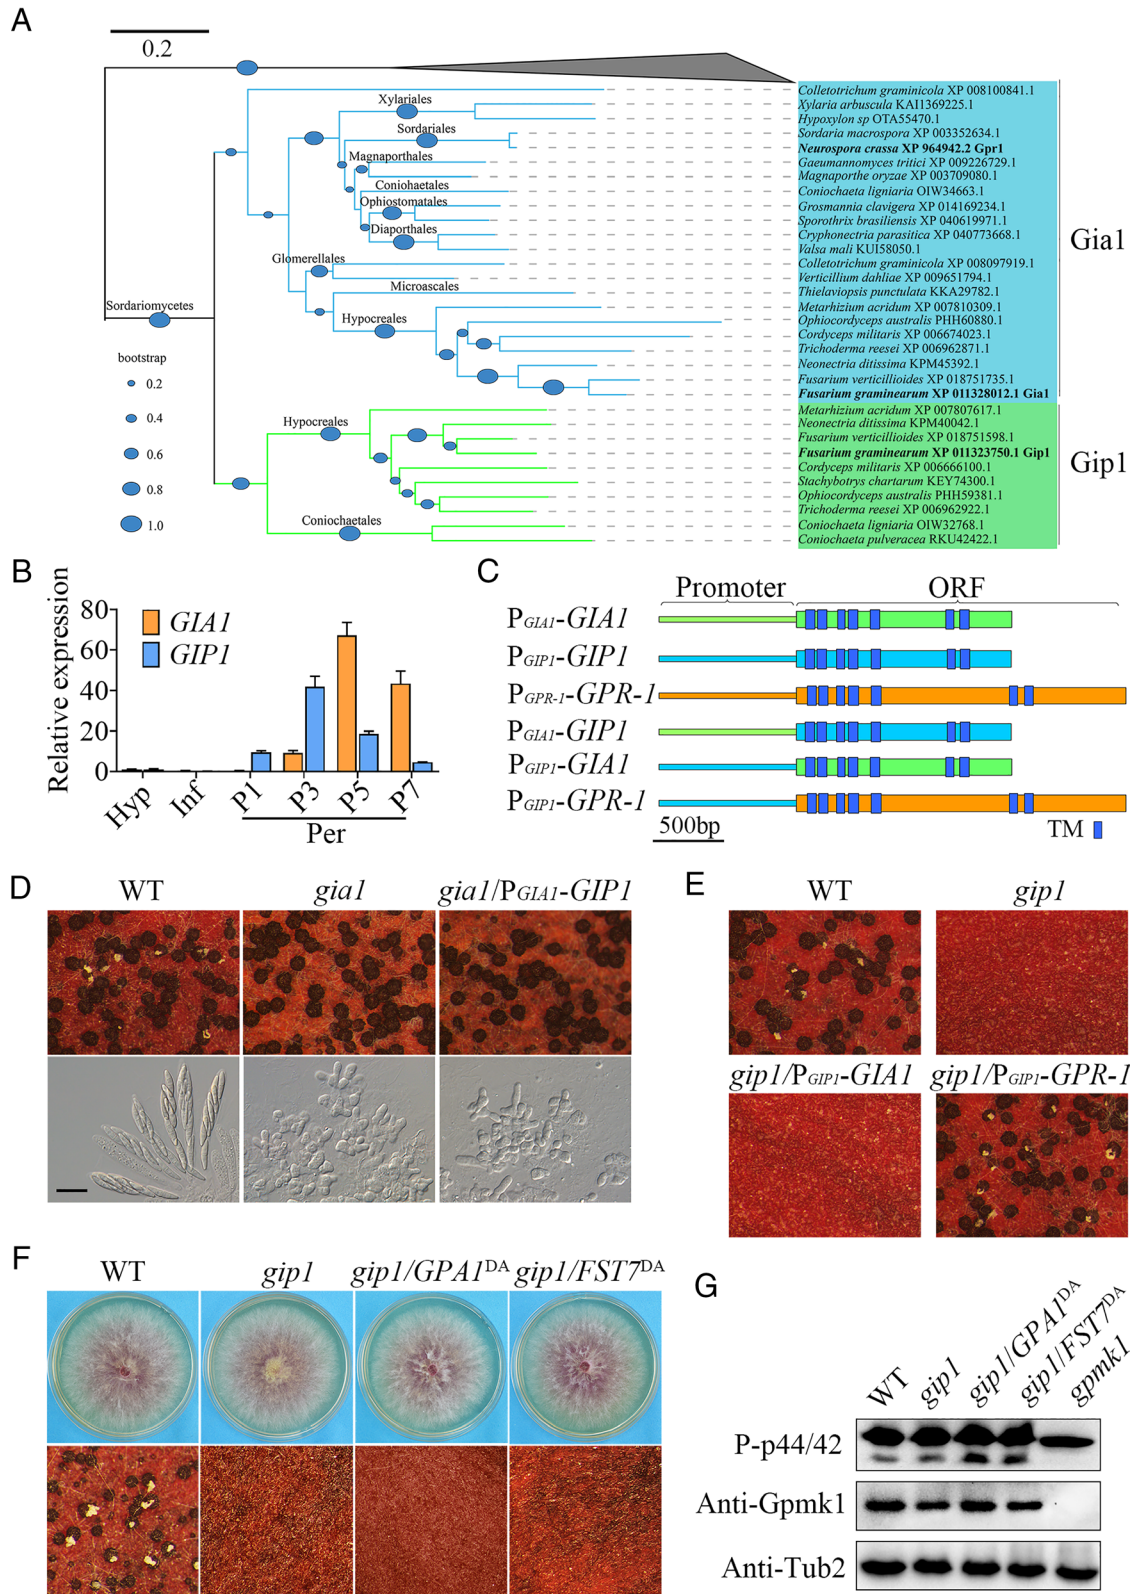 A
0.2
Colletotrichum graminicola XP 008100841.1
Xylariales
Xylaria arbuscula KAI1369225.1
Hypoxylon sp OTA55470.1
Sordariales
Sordaria macrospora XP 003352634.1
Neurospora crassa XP 964942.2 Gpr1
Magnaporthales
Gaeumannomyces tritici XP 009226729.1
Magnaporthe oryzae XP 003709080.1
Coniohaetales
Coniochaeta ligniaria OIW34663.1
Ophiostomatales
Grosmannia clavigera XP 014169234.1
Sporothrix brasiliensis XP 040619971.1
Diaporthales
Cryphonectria parasitica XP 040773668.1
Valsa mali KUI58050.1
Gia1
Glomerellales
Colletotrichum graminicola XP 008097919.1
Verticillium dahliae XP 009651794.1
Microascales
Thielaviopsis punctulata KKA29782.1
Sordariomycetes
Metarhizium acridum XP 007810309.1
Hypocreales
Ophiocordyceps australis PHH60880.1
Cordyceps militaris XP 006674023.1
Trichoderma reesei XP 006962871.1
Neonectria ditissima KPM45392.1
Fusarium verticillioides XP 018751735.1
Fusarium graminearum XP 011328012.1 Gia1
bootstrap
0.2
0.4
0.6
0.8
1.0
Metarhizium acridum XP 007807617.1
Hypocreales
Neonectria ditissima KPM40042.1
Fusarium verticillioides XP 018751598.1
Fusarium graminearum XP 011323750.1 Gip1
Gip1
Cordyceps militaris XP 006666100.1
Stachybotrys chartarum KEY74300.1
Ophiocordyceps australis PHH59381.1
Trichoderma reesei XP 006962922.1
Coniochaetales
Coniochaeta ligniaria OIW32768.1
Coniochaeta pulveracea RKU42422.1
B
Relative expression
80
60
40
20
0
GIA1
GIP1
Hyp
Inf
P1
P3
P5
P7
Per
C
Promoter
ORF
PGIA1-GIA1
PGIP1-GIP1
PGPR-1-GPR-1
PGIA1-GIP1
PGIP1-GIA1
PGIP1-GPR-1
500bp
TM
D
WT
gia1
gia1/PGIA1-GIP1
E
WT
gip1
gip1/PGIP1-GIA1
gip1/PGIP1-GPR-1
F
WT
gip1
gip1/GPA1DA
gip1/FST7DA
G
WT
gip1
gip1/GPA1DA
gip1/FST7DA
gpmk1
P-p44/42
Anti-Gpmk1
Anti-Tub2